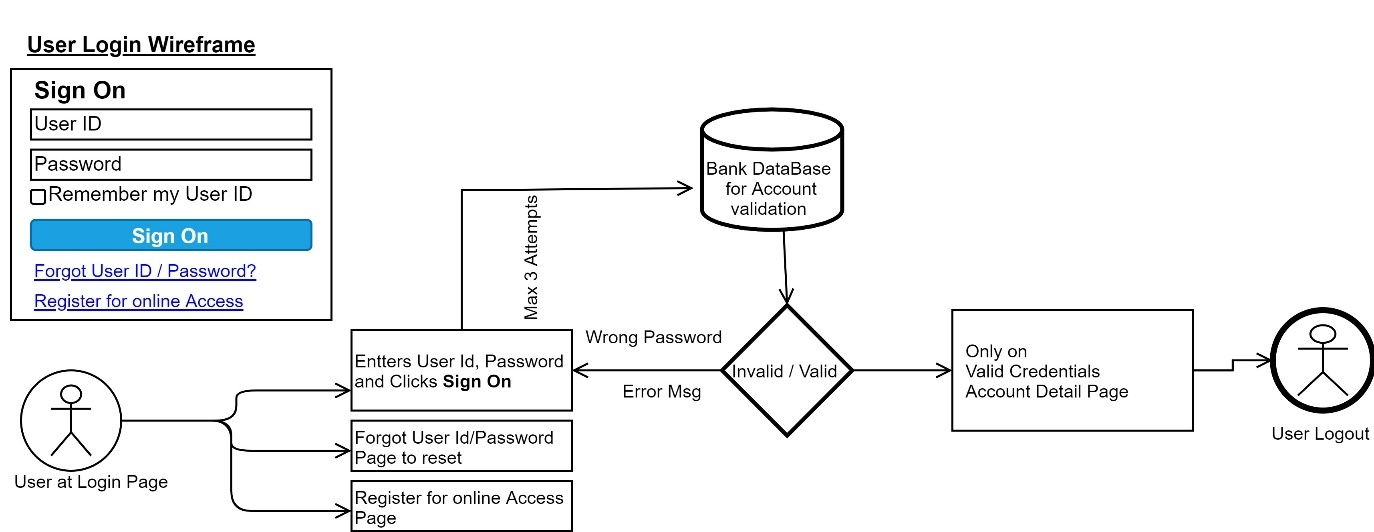 User Login Wireframe
Sign On
User ID
Password
Remember my User ID
Sign On
Forgot User ID / Password?
Register for online Access
User at Login Page
Entters User Id, Password
and Clicks Sign On
Forgot User Id/Password
Page to reset
Register for online Access
Page
Max 3 Attempts
Bank DataBase
for Account
validation
Wrong Password
Error Msg
Invalid / Valid
Only on
Valid Credentials
Account Detail Page
User Logout